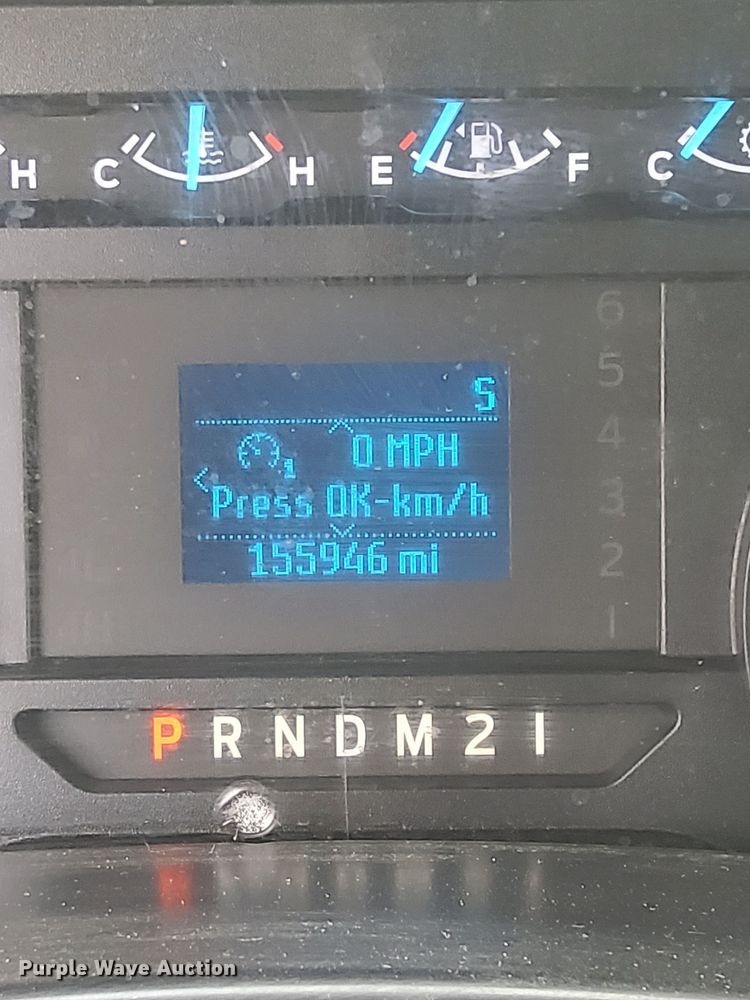 H C H E F C
6
5
S
4
0 MPH
3
Press OK-km/h
2
155946 mi
1
P R N D M 2 1
Purple Wave Auction